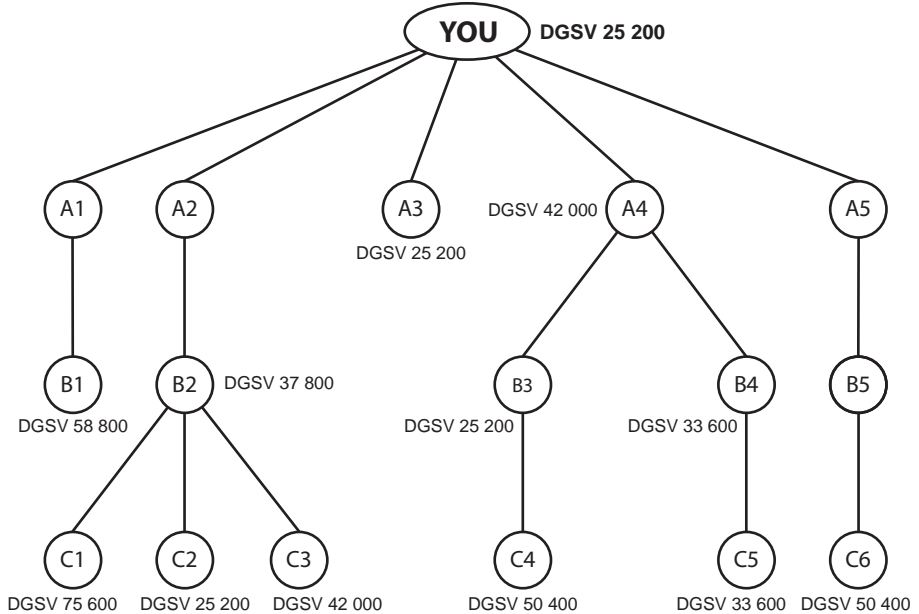 YOU DGSV 25 200
A1 A2 A3 DGSV 42 000 A4 A5
DGSV 25 200
B1 B2 DGSV 37 800 B3 B4 B5
DGSV 58 800 DGSV 25 200 DGSV 33 600
C1 C2 C3 C4 C5 C6
DGSV 75 600 DGSV 25 200 DGSV 42 000 DGSV 50 400 DGSV 33 600 DGSV 50 400